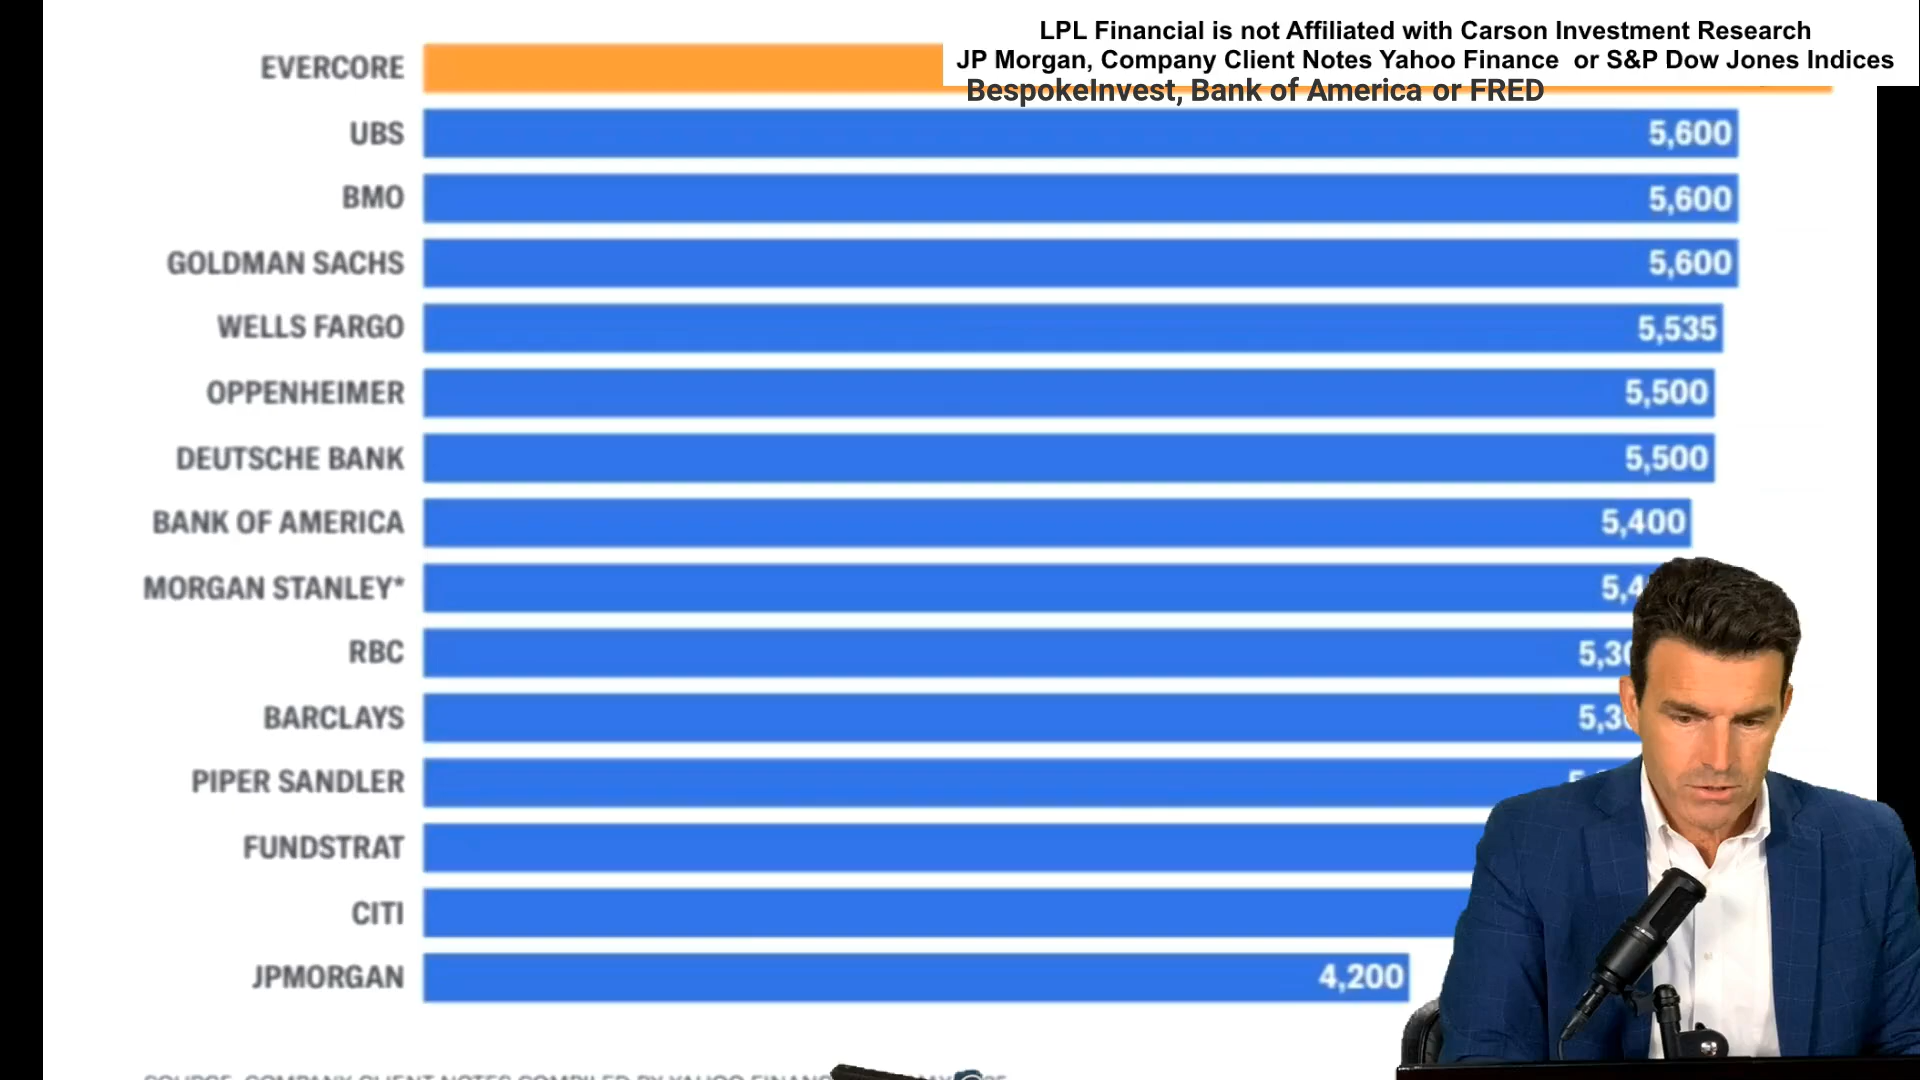 LPL Financial is not Affiliated with Carson Investment Research
JP Morgan, Company Client Notes Yahoo Finance or S&P Dow Jones Indices
BespokeInvest, Bank of America or FRED
EVERCORE
UBS 5,600
BMO 5,600
GOLDMAN SACHS 5,600
WELLS FARGO 5,535
OPPENHEIMER 5,500
DEUTSCHE BANK 5,500
BANK OF AMERICA 5,400
MORGAN STANLEY*
RBC
BARCLAYS
PIPER SANDLER
FUNDSTRAT
CITI
JPMORGAN 4,200